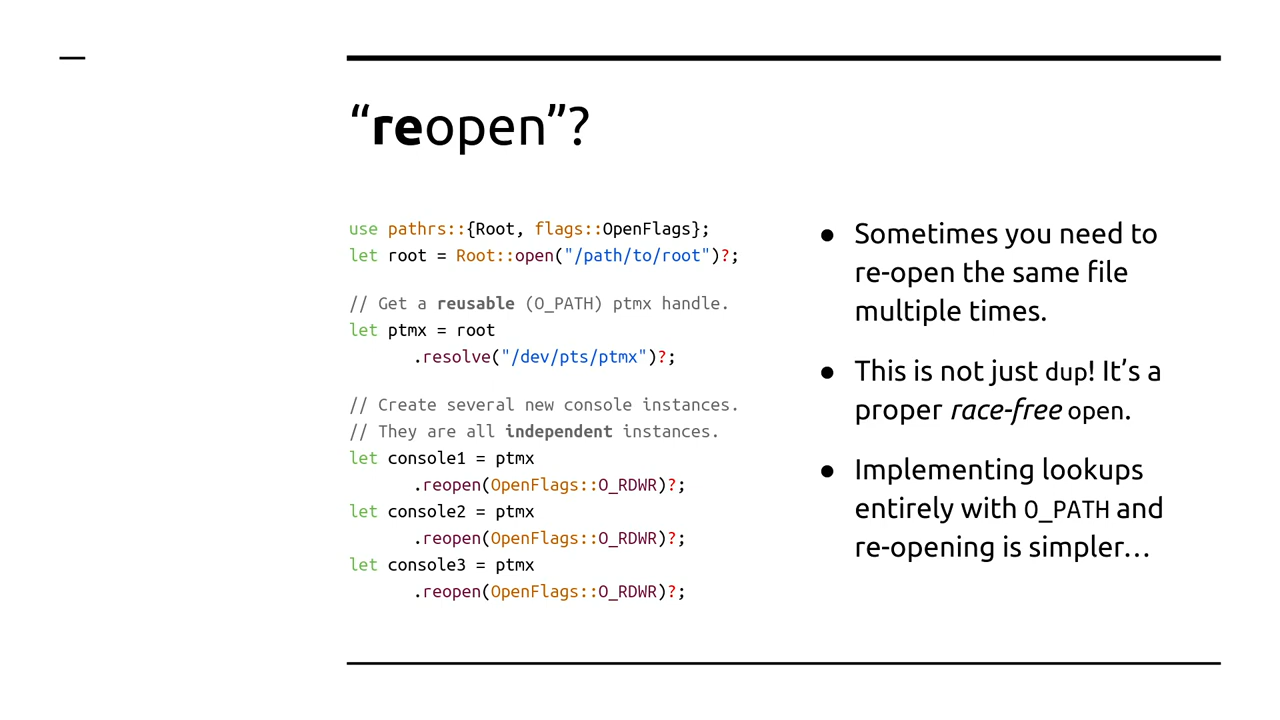 “reopen”?
use pathrs::{Root, flags::OpenFlags};
let root = Root::open("/path/to/root")?;
// Get a reusable (O_PATH) ptmx handle.
let ptmx = root
.resolve("/dev/pts/ptmx")?;
// Create several new console instances.
// They are all independent instances.
let console1 = ptmx
.reopen(OpenFlags::O_RDWR)?;
let console2 = ptmx
.reopen(OpenFlags::O_RDWR)?;
let console3 = ptmx
.reopen(OpenFlags::O_RDWR)?;
● Sometimes you need to
re-open the same file
multiple times.
● This is not just dup! It’s a
proper race-free open.
● Implementing lookups
entirely with O_PATH and
re-opening is simpler…